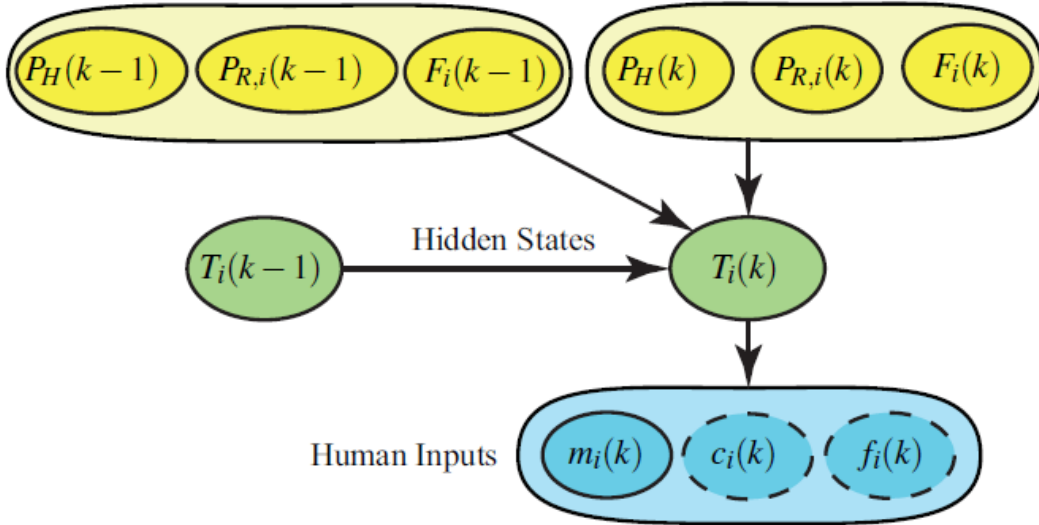 P_H(k − 1) P_{R,i}(k − 1) F_i(k − 1) P_H(k) P_{R,i}(k) F_i(k)
Hidden States
T_i(k − 1) T_i(k)
Human Inputs m_i(k) c_i(k) f_i(k)